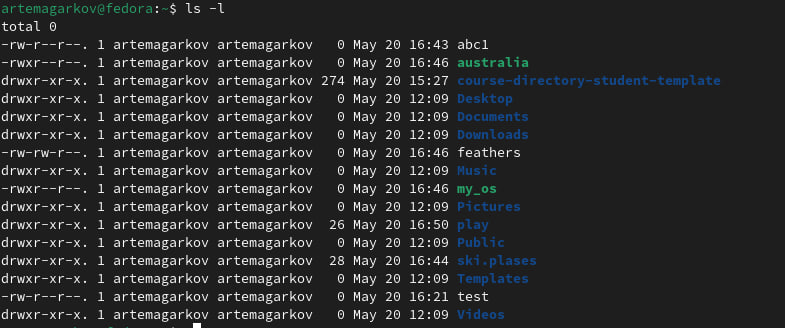 artemagarkov@fedora:~$ ls -l
total 0
-rw-r--r--. 1 artemagarkov artemagarkov   0 May 20 16:43 abc1
-rwxr--r--. 1 artemagarkov artemagarkov   0 May 20 16:46 australia
drwxr-xr-x. 1 artemagarkov artemagarkov 274 May 20 15:27 course-directory-student-template
drwxr-xr-x. 1 artemagarkov artemagarkov   0 May 20 12:09 Desktop
drwxr-xr-x. 1 artemagarkov artemagarkov   0 May 20 12:09 Documents
drwxr-xr-x. 1 artemagarkov artemagarkov   0 May 20 12:09 Downloads
-rw-rw-r--. 1 artemagarkov artemagarkov   0 May 20 16:46 feathers
drwxr-xr-x. 1 artemagarkov artemagarkov   0 May 20 12:09 Music
-rwxr--r--. 1 artemagarkov artemagarkov   0 May 20 16:46 my_os
drwxr-xr-x. 1 artemagarkov artemagarkov   0 May 20 12:09 Pictures
drwxr-xr-x. 1 artemagarkov artemagarkov  26 May 20 16:50 play
drwxr-xr-x. 1 artemagarkov artemagarkov   0 May 20 12:09 Public
drwxr-xr-x. 1 artemagarkov artemagarkov  28 May 20 16:44 ski.plases
drwxr-xr-x. 1 artemagarkov artemagarkov   0 May 20 12:09 Templates
-rw-r--r--. 1 artemagarkov artemagarkov   0 May 20 16:21 test
drwxr-xr-x. 1 artemagarkov artemagarkov   0 May 20 12:09 Videos